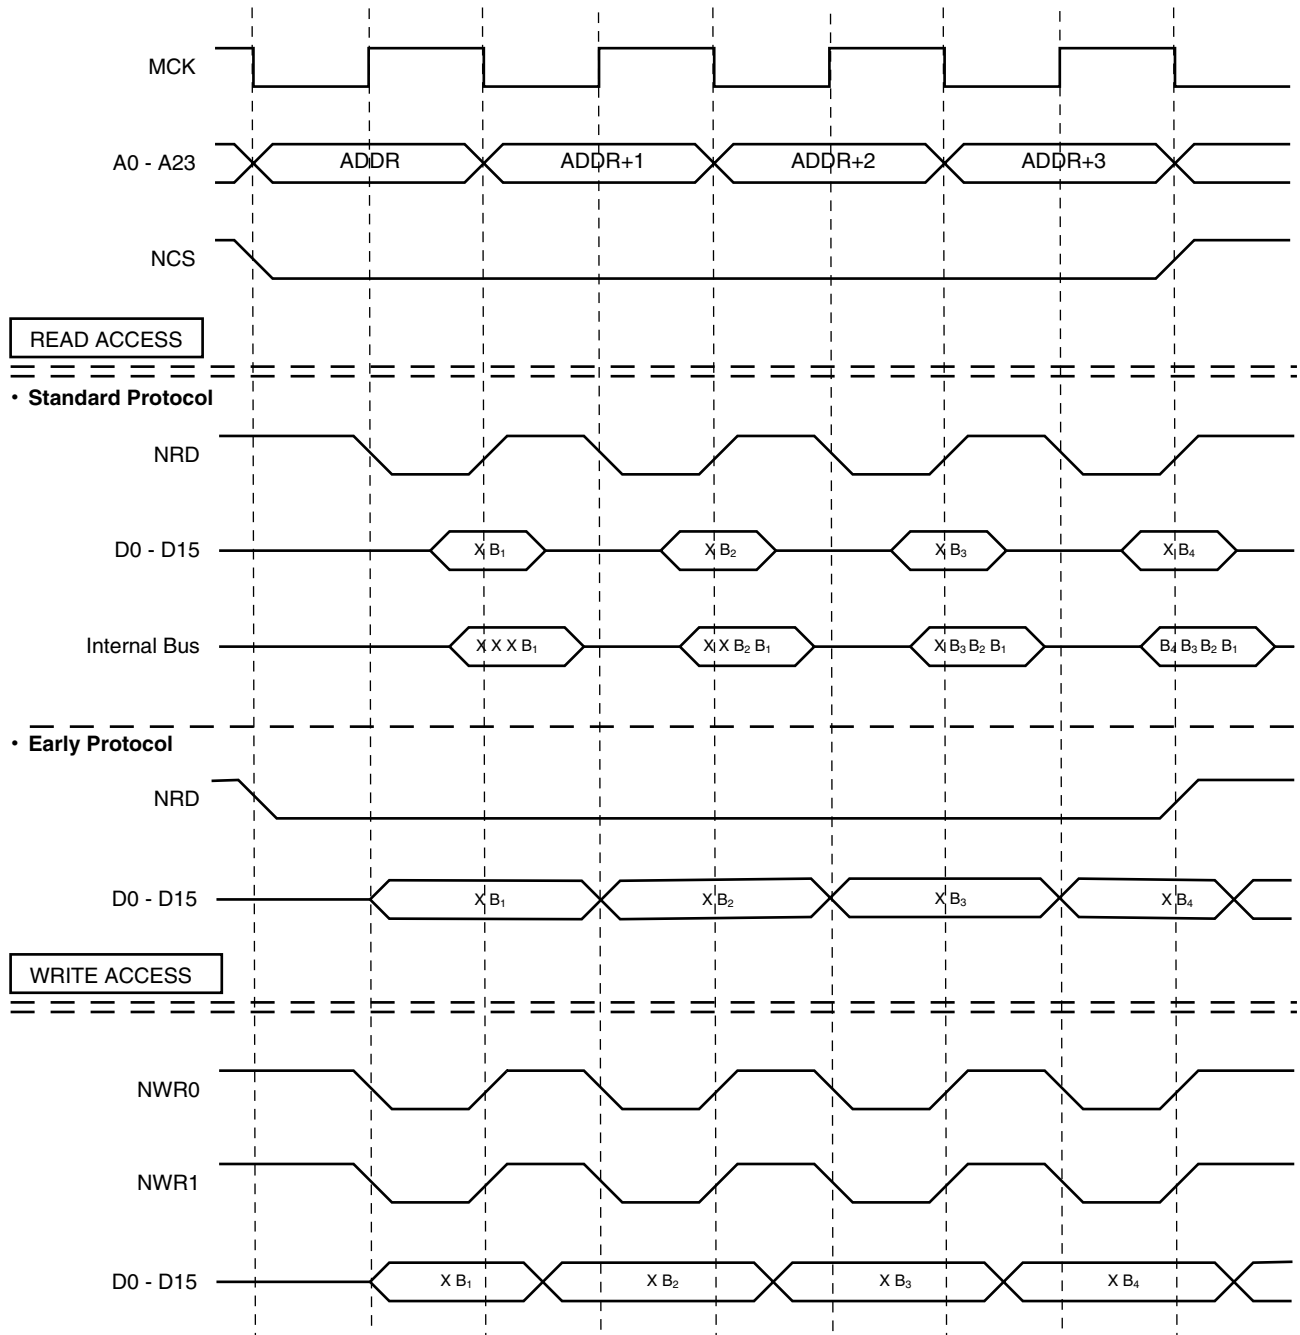 MCK
A0 - A23 ADDR ADDR+1 ADDR+2 ADDR+3
NCS
READ ACCESS
• Standard Protocol
NRD
D0 - D15 X B₁ X B₂ X B₃ X B₄
Internal Bus X X X B₁ X X B₂ B₁ X B₃ B₂ B₁ B₄ B₃ B₂ B₁
• Early Protocol
NRD
D0 - D15 X B₁ X B₂ X B₃ X B₄
WRITE ACCESS
NWR0
NWR1
D0 - D15 X B₁ X B₂ X B₃ X B₄